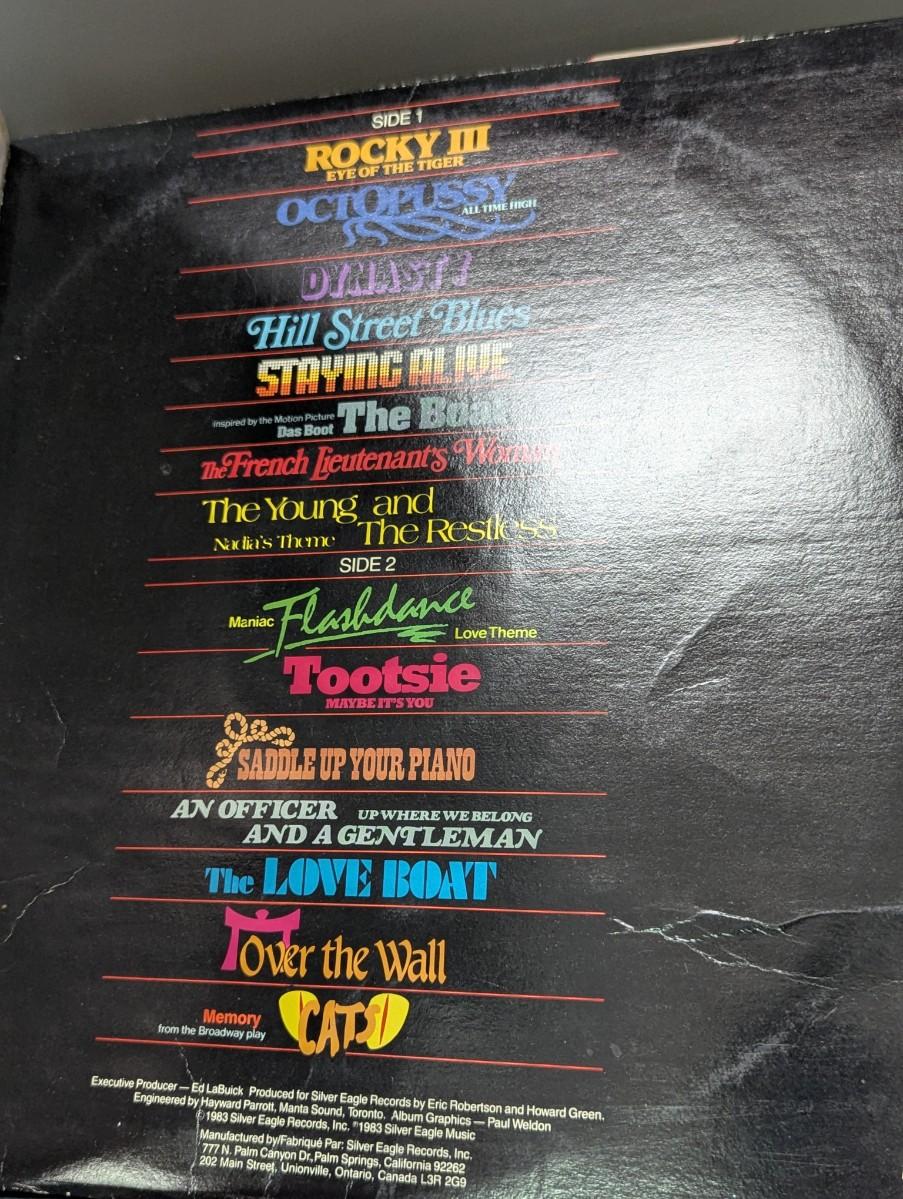 SIDE 1
ROCKY III
EYE OF THE TIGER
OCTOPUSSY
ALL TIME HIGH
DYNASTY
Hill Street Blues
STAYING ALIVE
inspired by the Motion Picture
Das Boot
The Boat
The French Lieutenant's Woman
The Young and
Nadia's Theme The Restless
SIDE 2
Maniac Flashdance Love Theme
Tootsie
MAYBE IT'S YOU
SADDLE UP YOUR PIANO
AN OFFICER UP WHERE WE BELONG
AND A GENTLEMAN
The LOVE BOAT
Over the Wall
Memory
from the Broadway play
CATS
Executive Producer — Ed LaBuick Produced for Silver Eagle Records by Eric Robertson and Howard Green.
Engineered by Hayward Parrott, Manta Sound, Toronto. Album Graphics — Paul Weldon
©1983 Silver Eagle Records, Inc. ℗1983 Silver Eagle Music
Manufactured by/Fabriqué Par: Silver Eagle Records, Inc.
777 N. Palm Canyon Dr., Palm Springs, California 92262
202 Main Street, Unionville, Ontario, Canada L3R 2G9